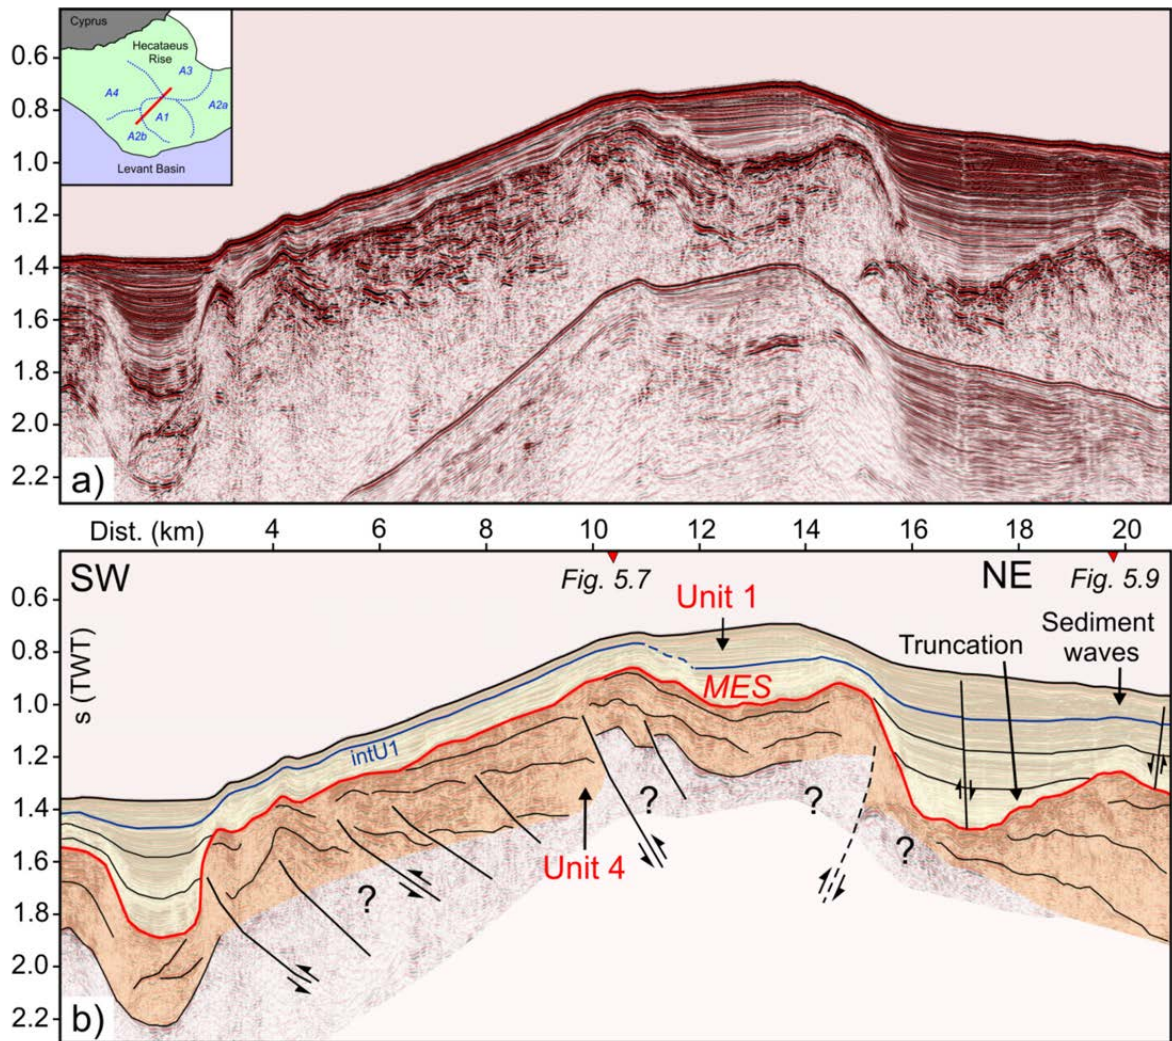 Cyprus
Hecataeus
Rise
A3
A4
A2a
A1
A2b
Levant Basin
0.6
0.8
1.0
1.2
1.4
1.6
1.8
2.0
2.2
a)
Dist. (km)
4
6
8
10
12
14
16
18
20
SW
NE
Fig. 5.7
Fig. 5.9
Unit 1
Truncation
Sediment
waves
MES
intU1
Unit 4
?
?
?
?
?
s (TWT)
0.6
0.8
1.0
1.2
1.4
1.6
1.8
2.0
2.2
b)